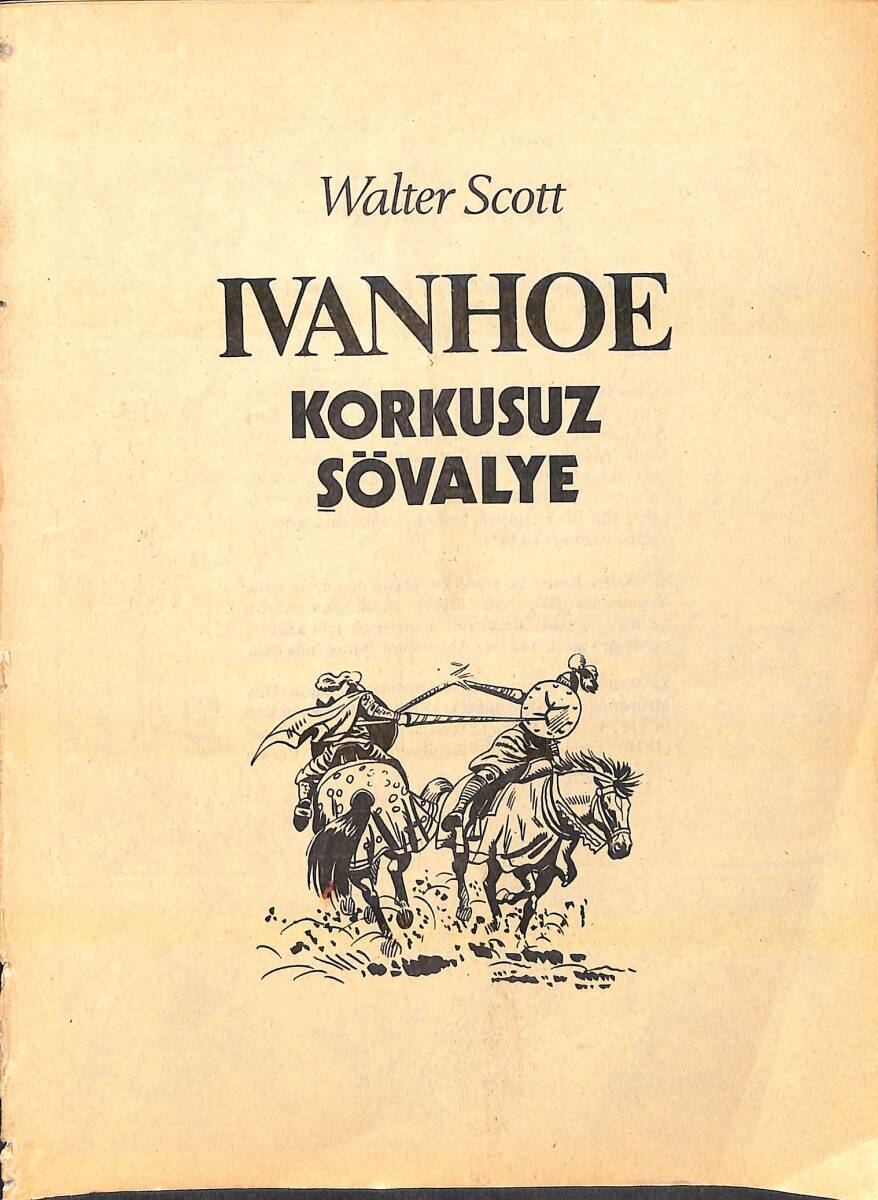 Walter Scott
IVANHOE
KORKUSUZ
ŞÖVALYE